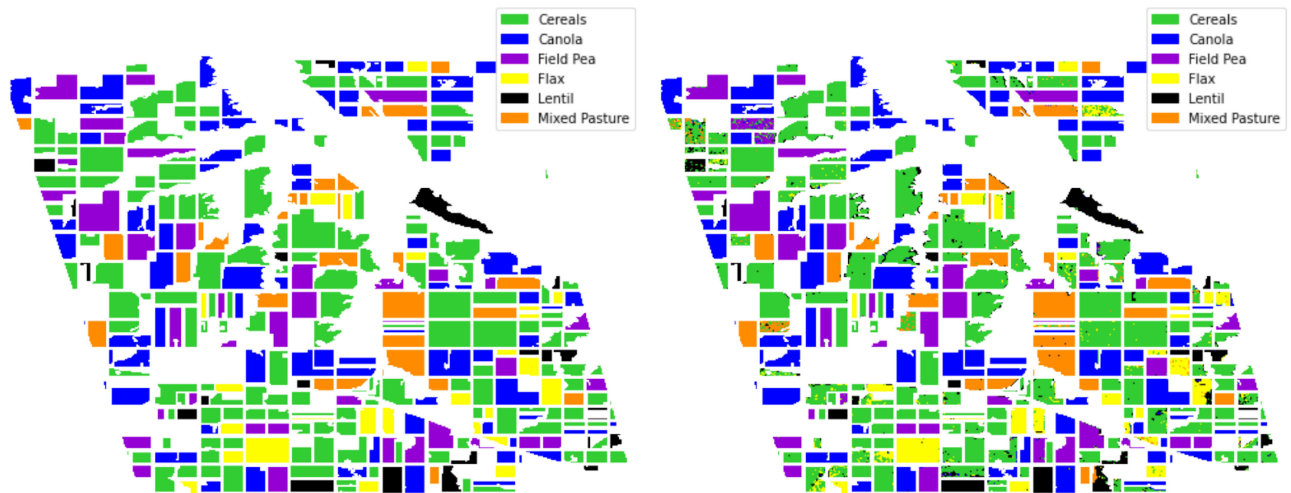 Cereals
Canola
Field Pea
Flax
Lentil
Mixed Pasture
Cereals
Canola
Field Pea
Flax
Lentil
Mixed Pasture